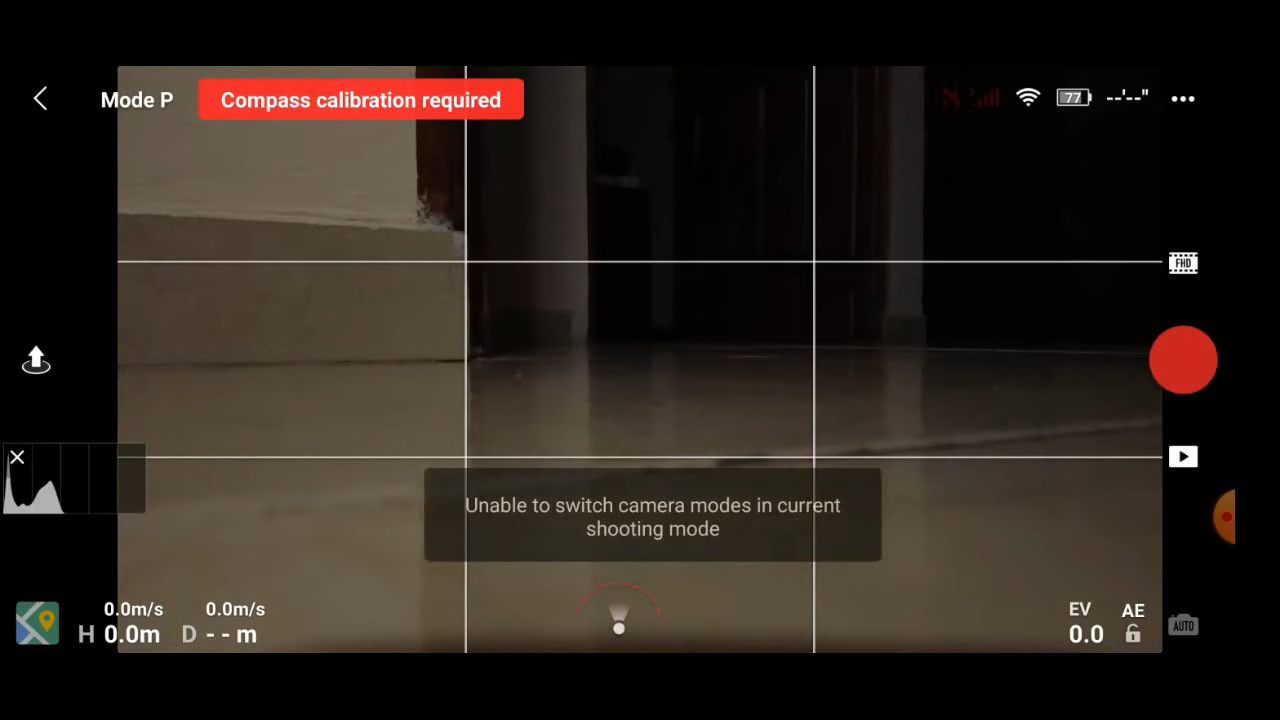 Mode P
Compass calibration required
77
--'--"
FHD
Unable to switch camera modes in current
shooting mode
0.0m/s 0.0m/s
H 0.0m D -- m
EV AE
0.0
AUTO